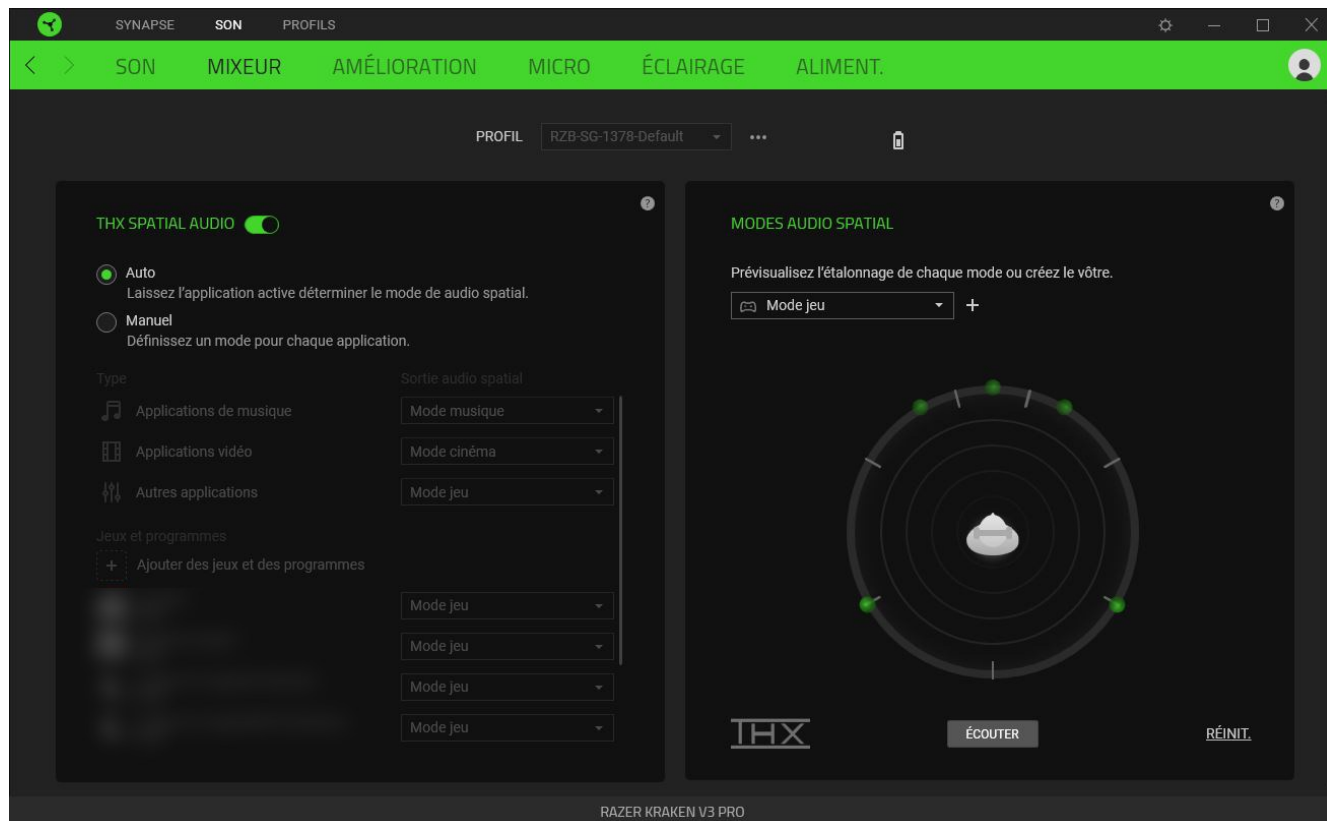 SYNAPSE SON PROFILS
SON MIXEUR AMÉLIORATION MICRO ÉCLAIRAGE ALIMENT.
PROFIL RZB-SG-1378-Default
THX SPATIAL AUDIO
Auto
Laissez l'application active déterminer le mode de audio spatial.
Manuel
Définissez un mode pour chaque application.
Type Sortie audio spatial
Applications de musique Mode musique
Applications vidéo Mode cinéma
Autres applications Mode jeu
Jeux et programmes
+ Ajouter des jeux et des programmes
Mode jeu
Mode jeu
Mode jeu
Mode jeu
MODES AUDIO SPATIAL
Prévisualisez l'étalonnage de chaque mode ou créez le vôtre.
Mode jeu +
THX ÉCOUTER RÉINIT.
RAZER KRAKEN V3 PRO